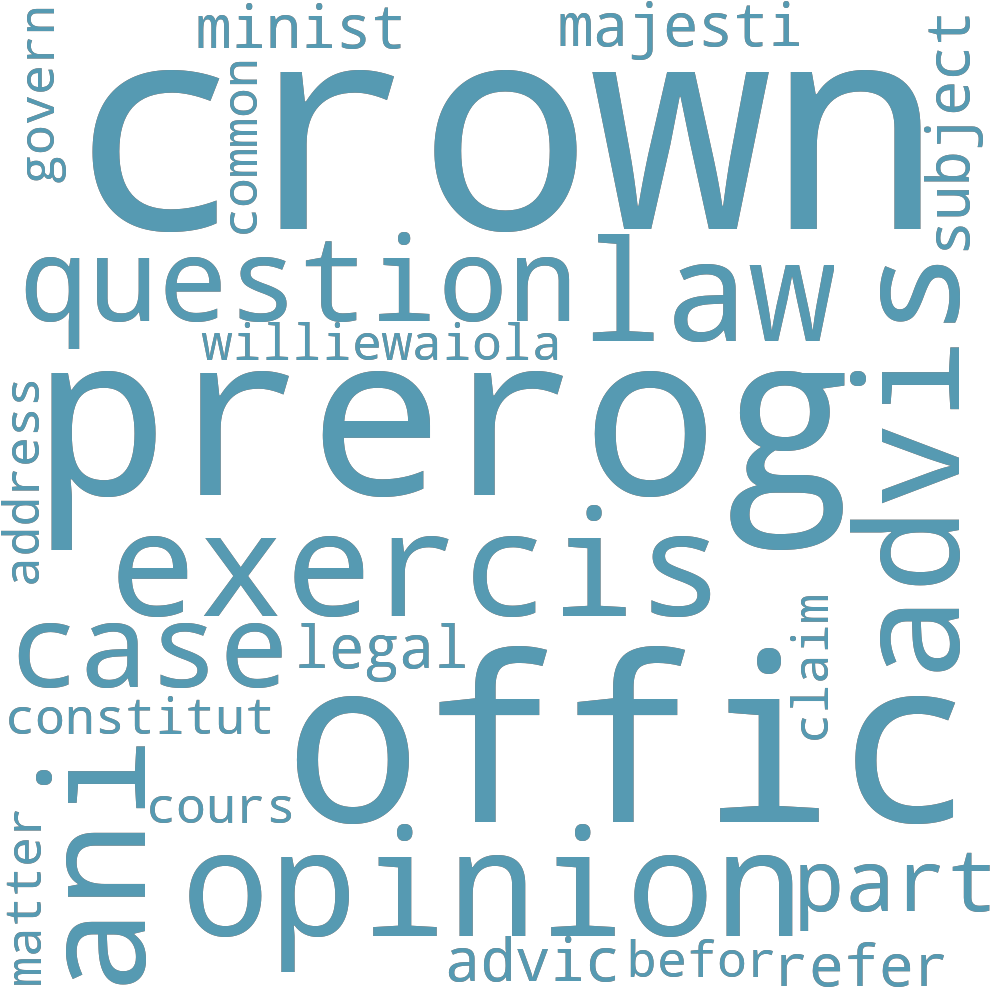 minist
majesti
govern
common
crown
subject
question
law
advis
williewaiola
prerog
address
exercis
case
legal
claim
constitut
offic
ani
cours
matter
opinion
part
advic
befor
refer